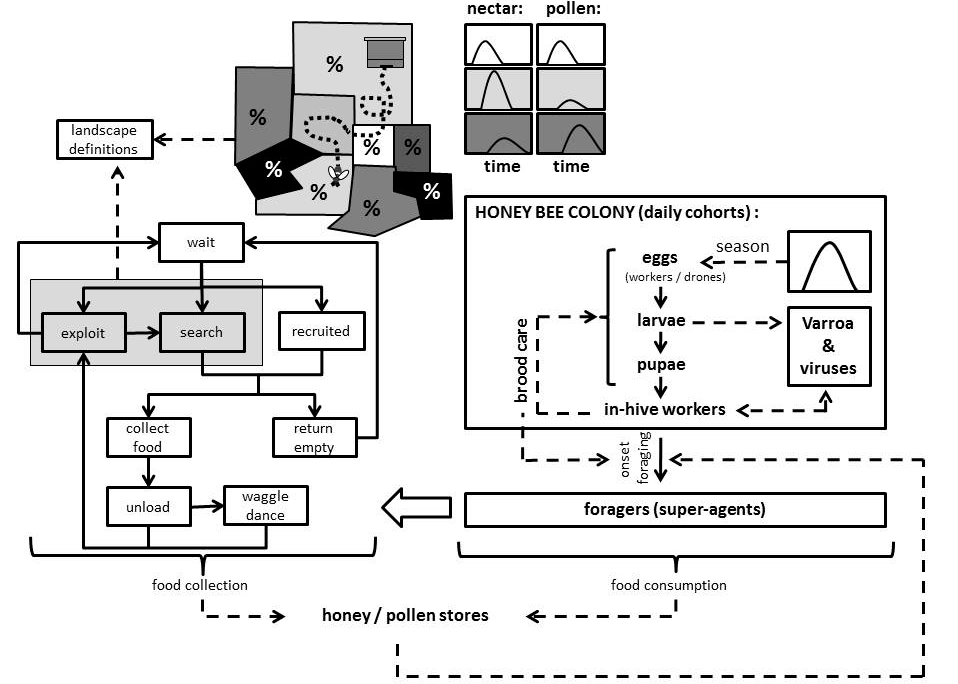 nectar:
pollen:
%
%
%
%
%
%
%
%
time
time
landscape
definitions
wait
exploit
search
recruited
collect
food
return
empty
unload
waggle
dance
food collection
HONEY BEE COLONY (daily cohorts) :
eggs
(workers / drones)
season
larvae
pupae
in-hive workers
Varroa
&
viruses
brood care
onset
foraging
foragers (super-agents)
food consumption
honey / pollen stores